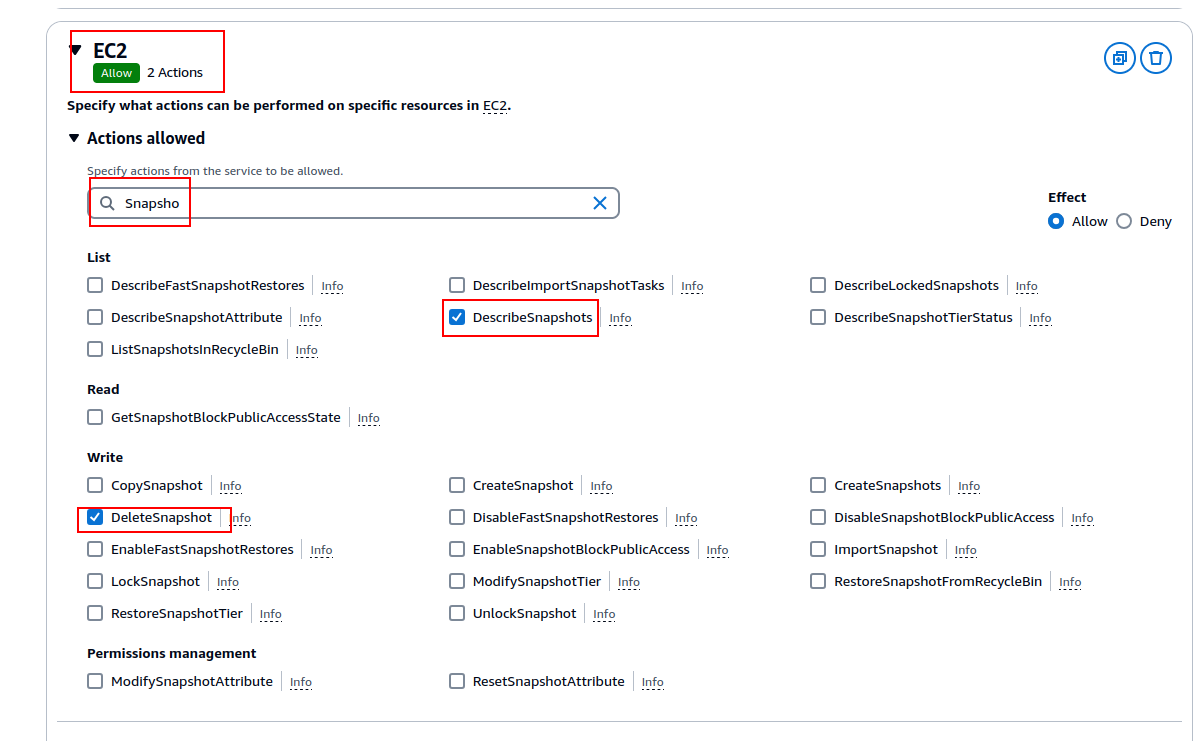 EC2
Allow 2 Actions
Specify what actions can be performed on specific resources in EC2.
Actions allowed
Specify actions from the service to be allowed.
Snapsho
Effect
Allow Deny
List
DescribeFastSnapshotRestores Info DescribeImportSnapshotTasks Info DescribeLockedSnapshots Info
DescribeSnapshotAttribute Info DescribeSnapshots Info DescribeSnapshotTierStatus Info
ListSnapshotsInRecycleBin Info
Read
GetSnapshotBlockPublicAccessState Info
Write
CopySnapshot Info CreateSnapshot Info CreateSnapshots Info
DeleteSnapshot Info DisableFastSnapshotRestores Info DisableSnapshotBlockPublicAccess Info
EnableFastSnapshotRestores Info EnableSnapshotBlockPublicAccess Info ImportSnapshot Info
LockSnapshot Info ModifySnapshotTier Info RestoreSnapshotFromRecycleBin Info
RestoreSnapshotTier Info UnlockSnapshot Info
Permissions management
ModifySnapshotAttribute Info ResetSnapshotAttribute Info